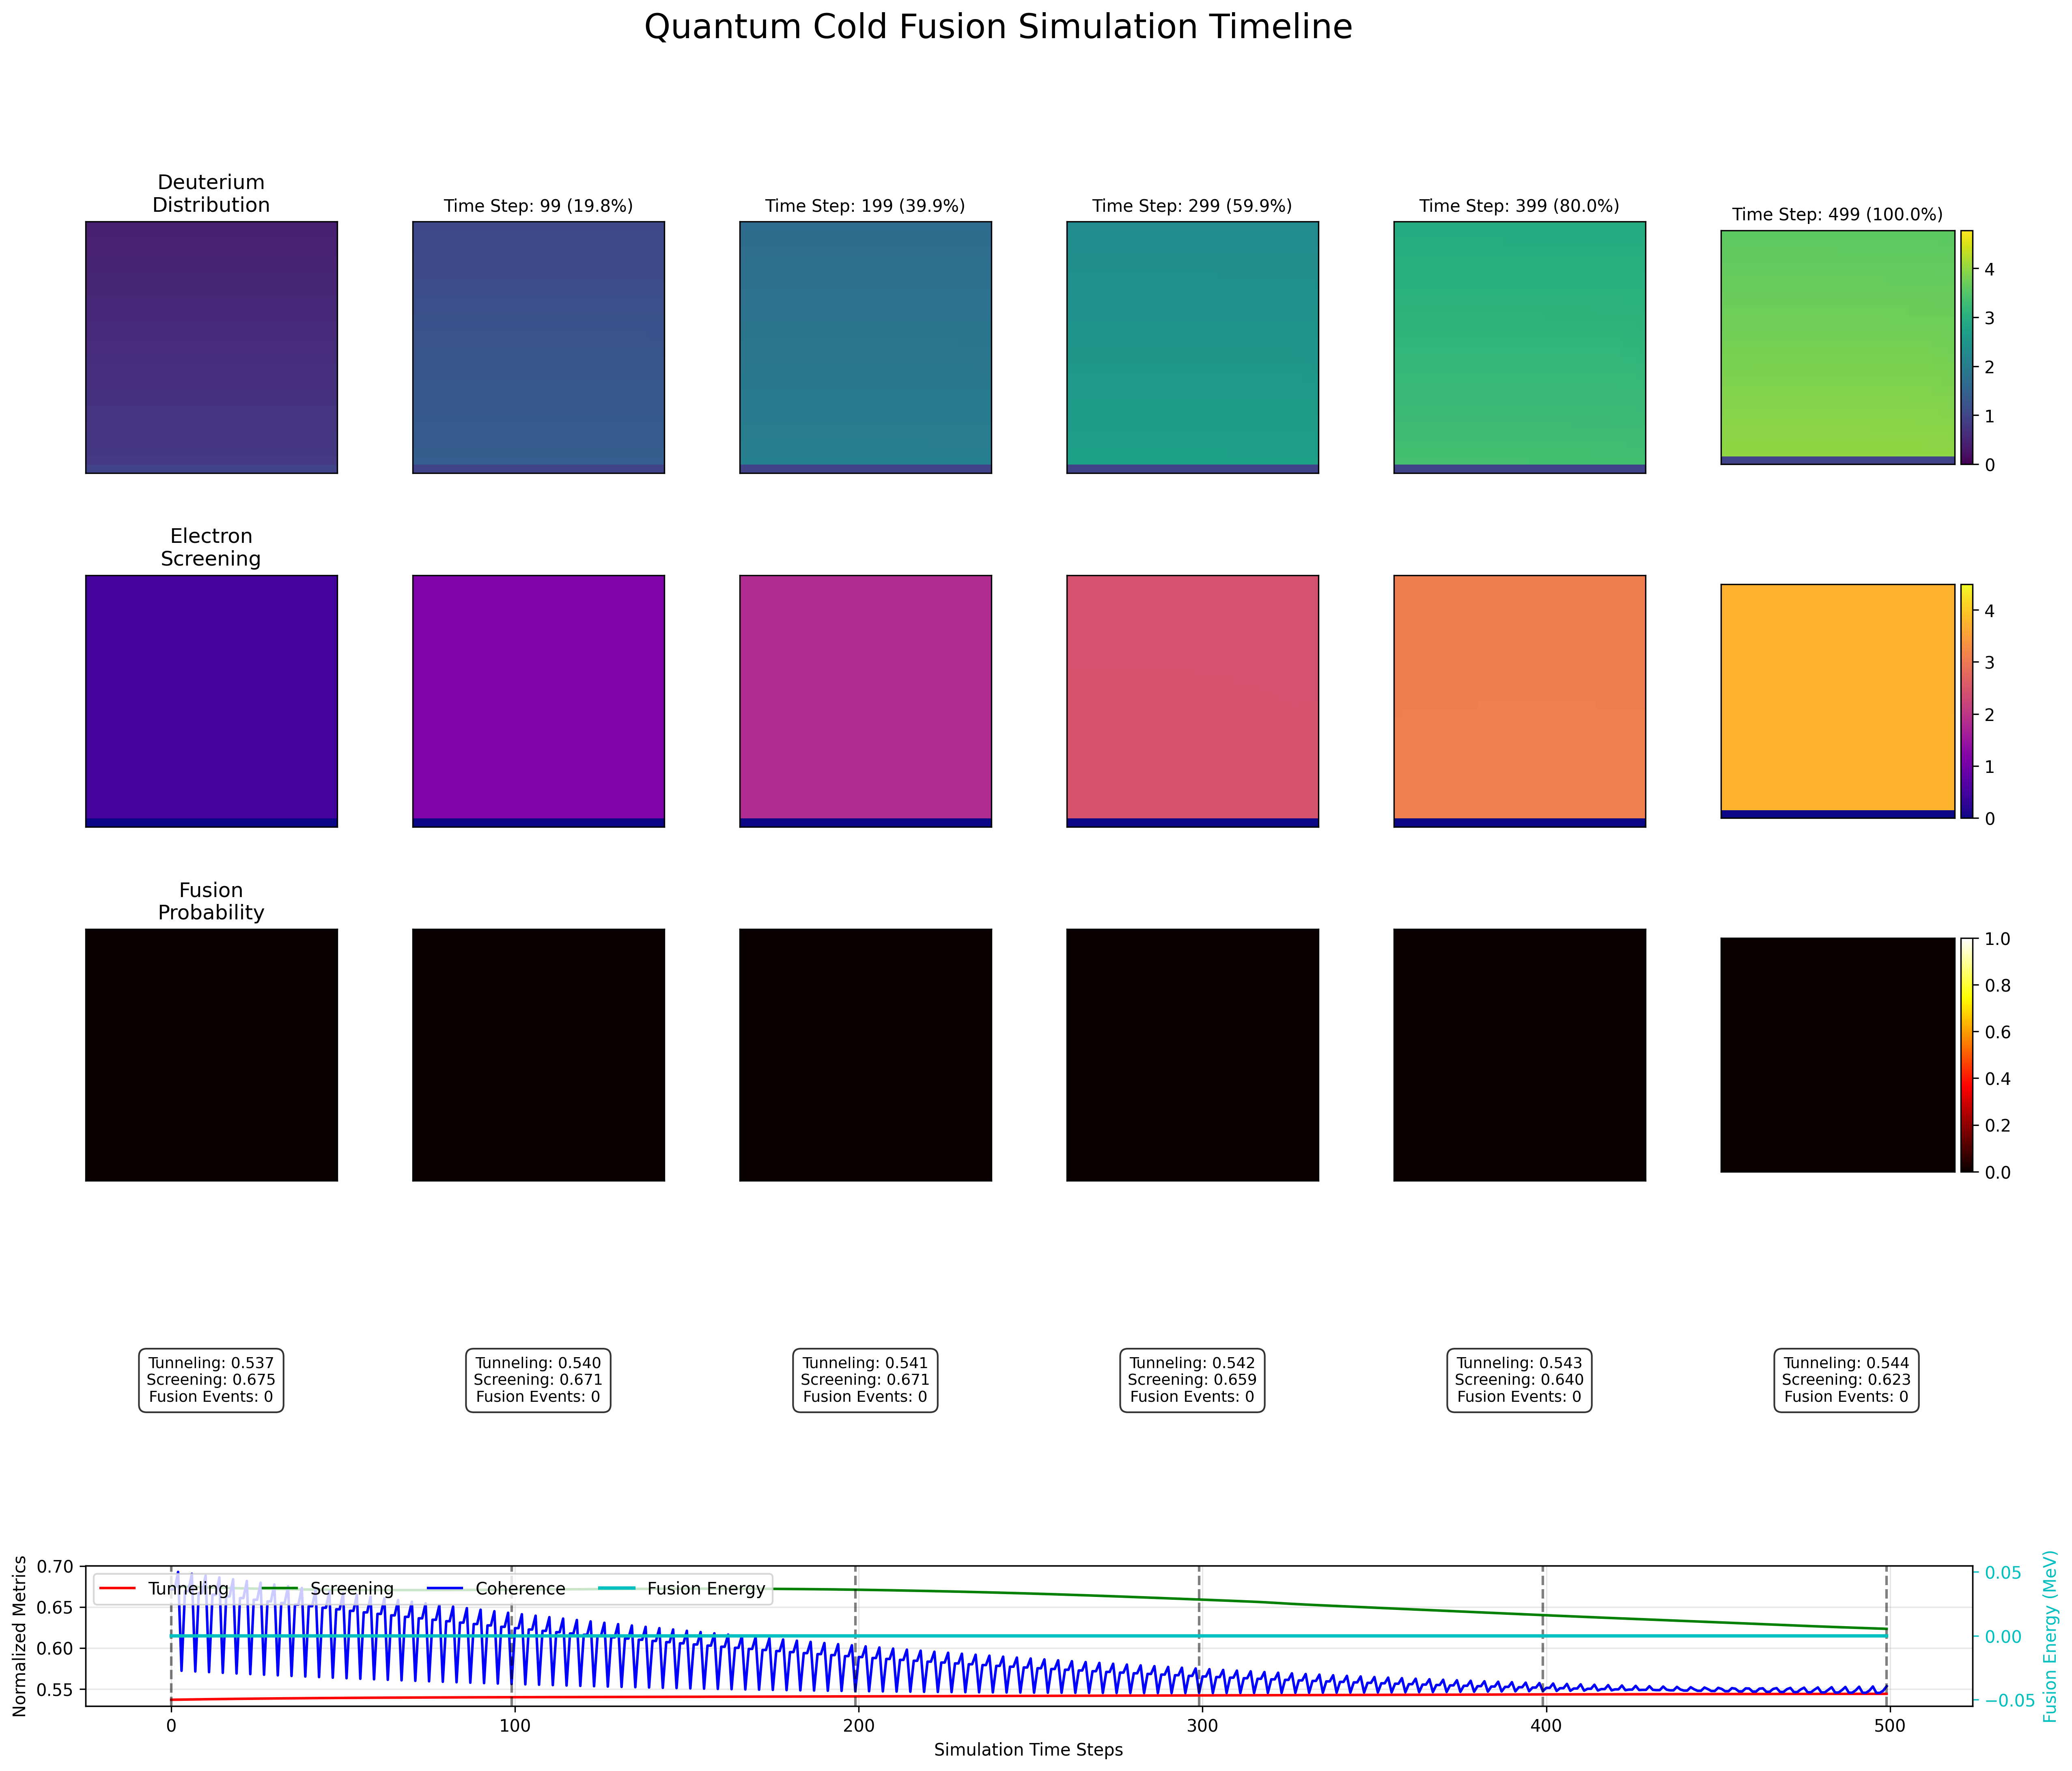 Quantum Cold Fusion Simulation Timeline
Deuterium
Distribution
Time Step: 99 (19.8%)
Time Step: 199 (39.9%)
Time Step: 299 (59.9%)
Time Step: 399 (80.0%)
Time Step: 499 (100.0%)
4
3
2
1
0
Electron
Screening
4
3
2
1
0
Fusion
Probability
1.0
0.8
0.6
0.4
0.2
0.0
Tunneling: 0.537
Screening: 0.675
Fusion Events: 0
Tunneling: 0.540
Screening: 0.671
Fusion Events: 0
Tunneling: 0.541
Screening: 0.671
Fusion Events: 0
Tunneling: 0.542
Screening: 0.659
Fusion Events: 0
Tunneling: 0.543
Screening: 0.640
Fusion Events: 0
Tunneling: 0.544
Screening: 0.623
Fusion Events: 0
Normalized Metrics
0.70
0.65
0.60
0.55
Tunneling Screening Coherence Fusion Energy
0.05
0.00
−0.05
Fusion Energy (MeV)
0 100 200 300 400 500
Simulation Time Steps